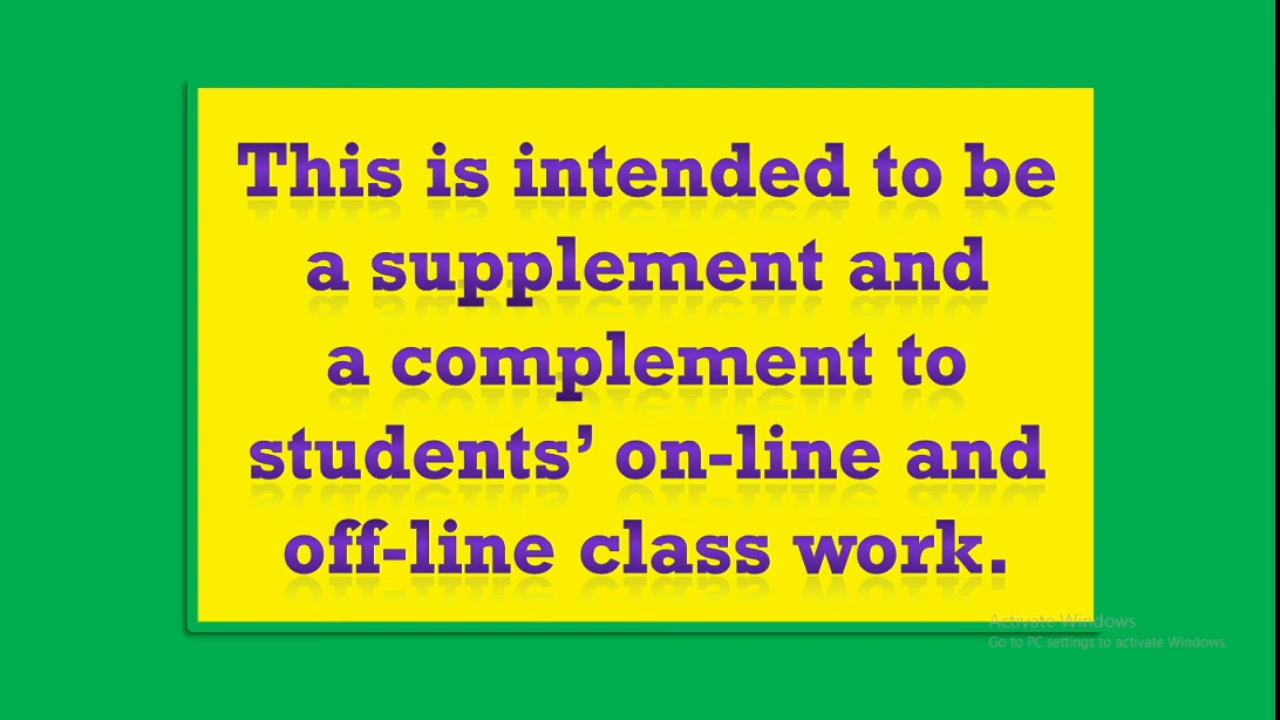 This is intended to be
a supplement and
a complement to
students’ on-line and
off-line class work.
Activate Windows
Go to PC settings to activate Windows.